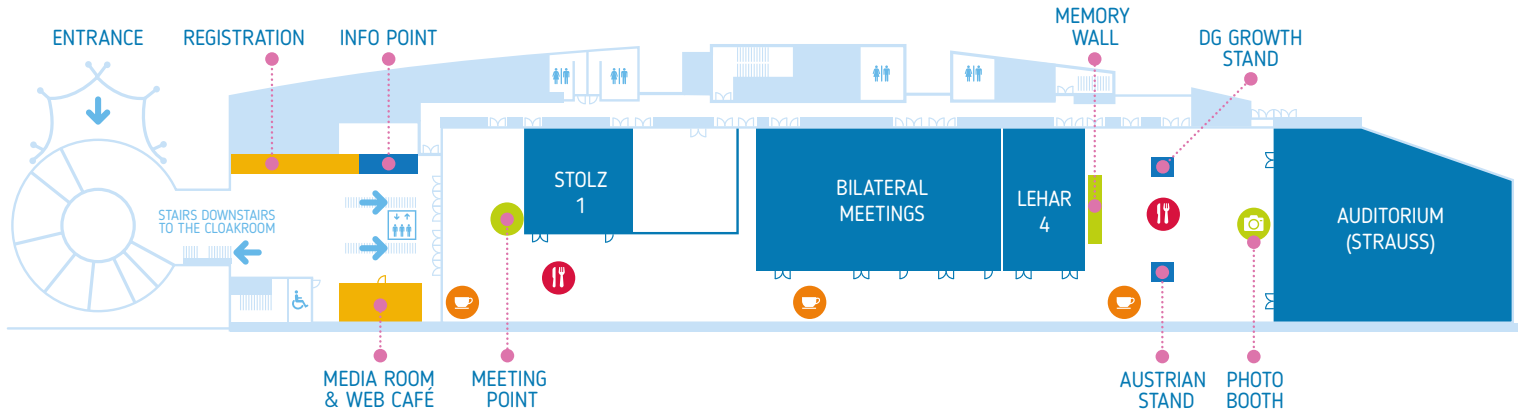 ENTRANCE
REGISTRATION
INFO POINT
MEMORY
WALL
DG GROWTH
STAND
STAIRS DOWNSTAIRS
TO THE CLOAKROOM
STOLZ
1
BILATERAL
MEETINGS
LEHAR
4
AUDITORIUM
(STRAUSS)
MEDIA ROOM
& WEB CAFÉ
MEETING
POINT
AUSTRIAN
STAND
PHOTO
BOOTH